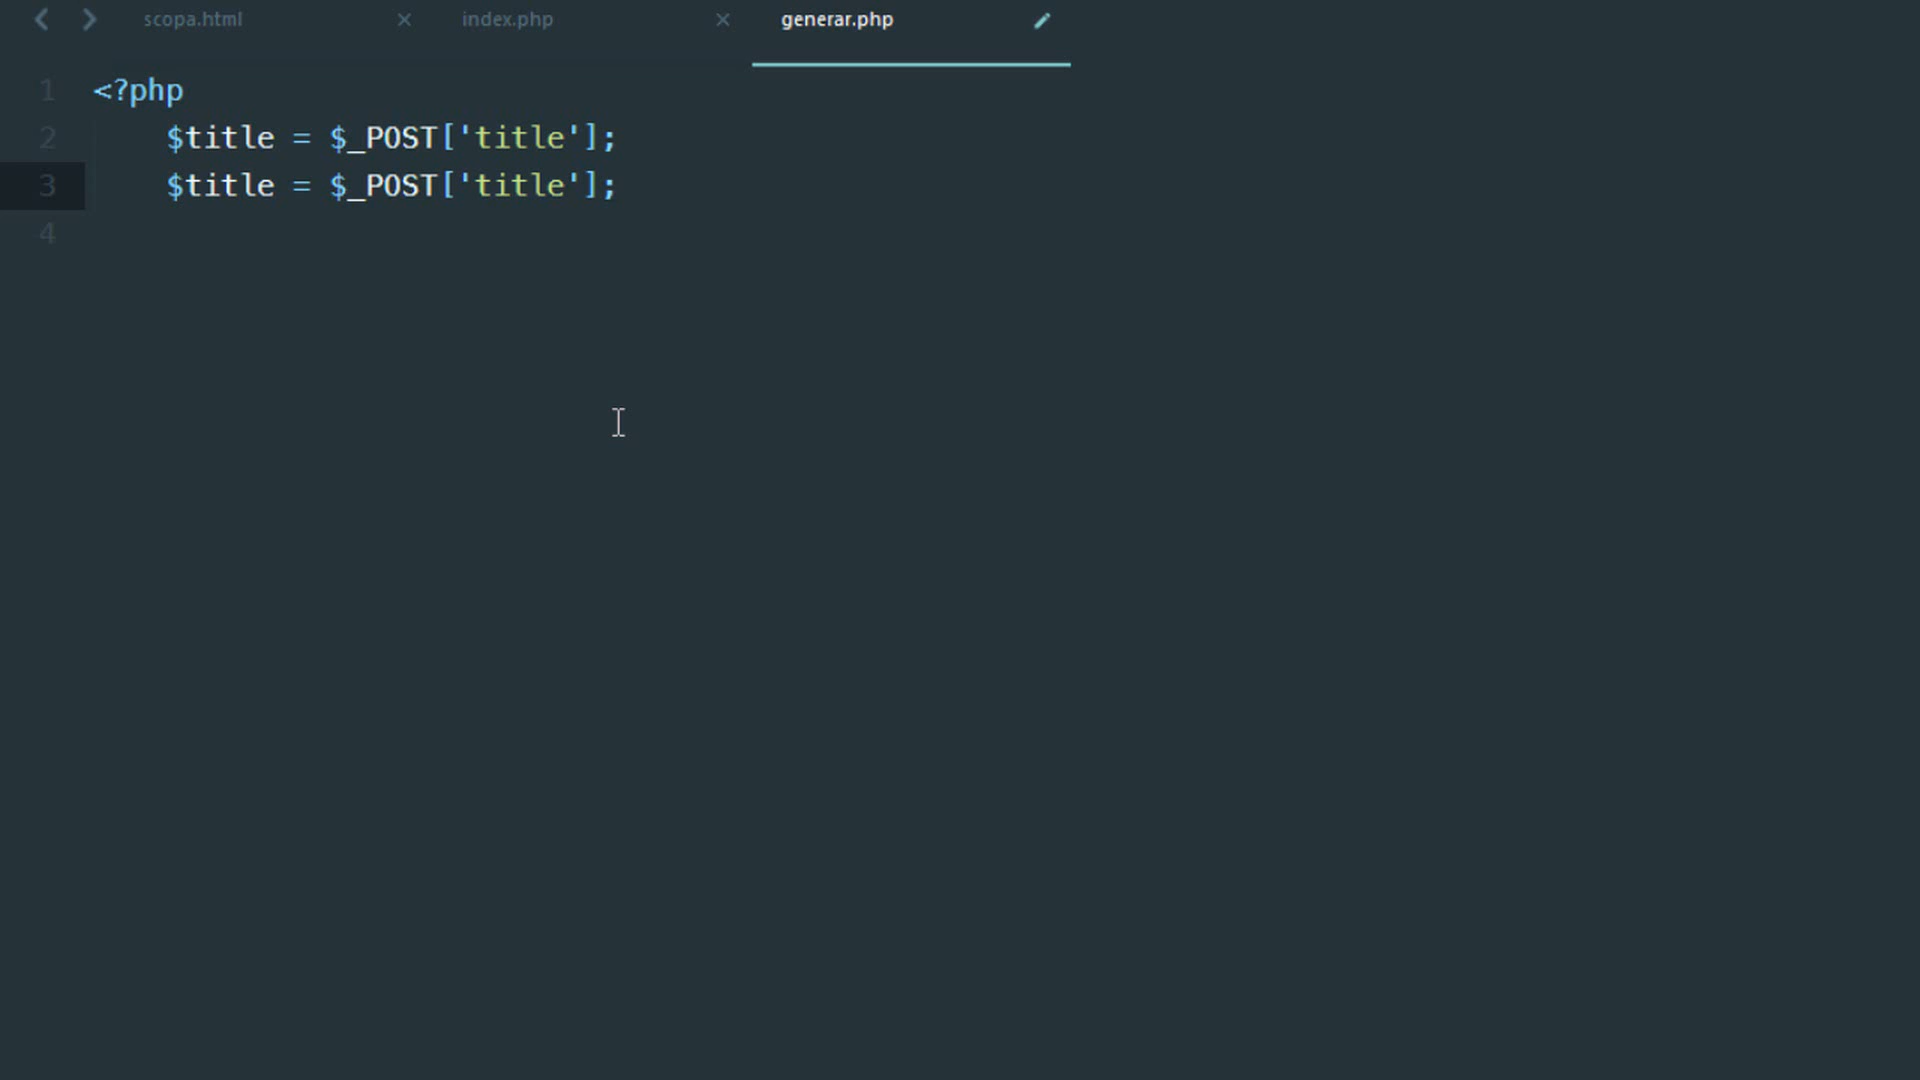 scopa.html index.php generar.php
1 <?php
2 $title = $_POST['title'];
3 $title = $_POST['title'];
4